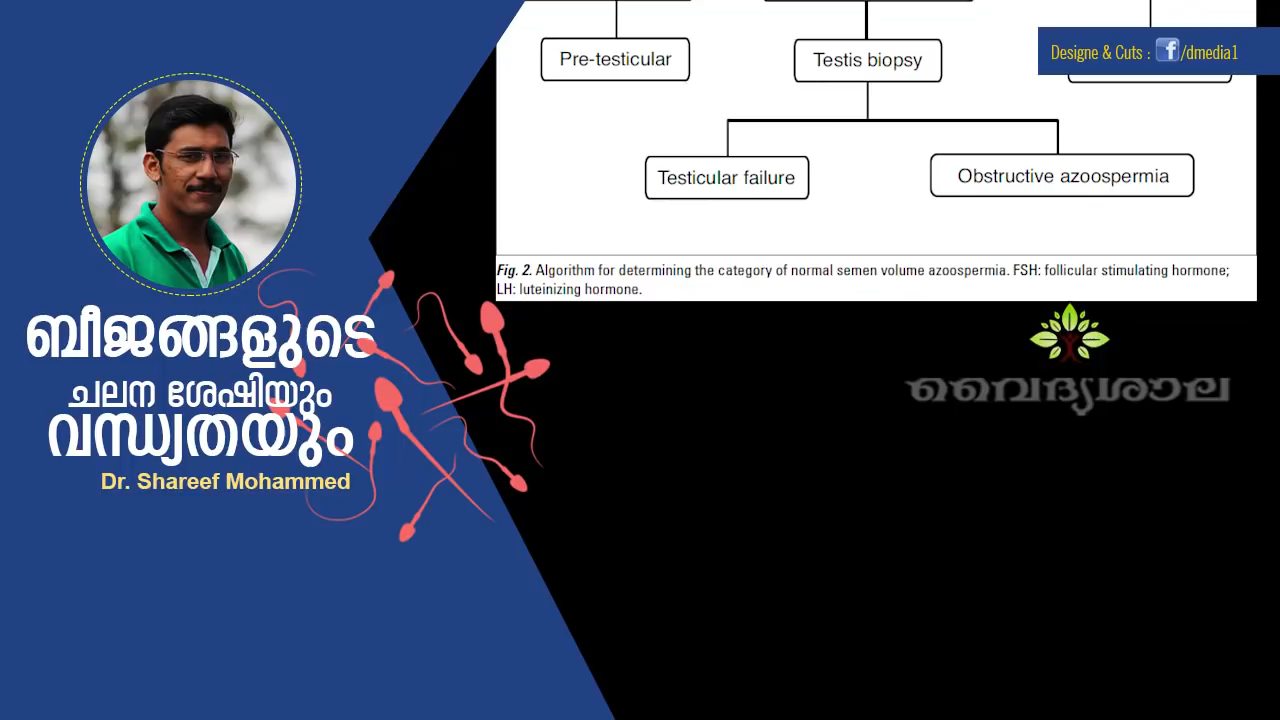 Pre-testicular
Testis biopsy
Designe & Cuts : f/dmedia1
Testicular failure
Obstructive azoospermia
Fig. 2. Algorithm for determining the category of normal semen volume azoospermia. FSH: follicular stimulating hormone;
LH: luteinizing hormone.
വൈദ്യശാല
ബീജങ്ങളുടെ
ചലന ശേഷിയും
വന്ധ്യതയും
Dr. Shareef Mohammed